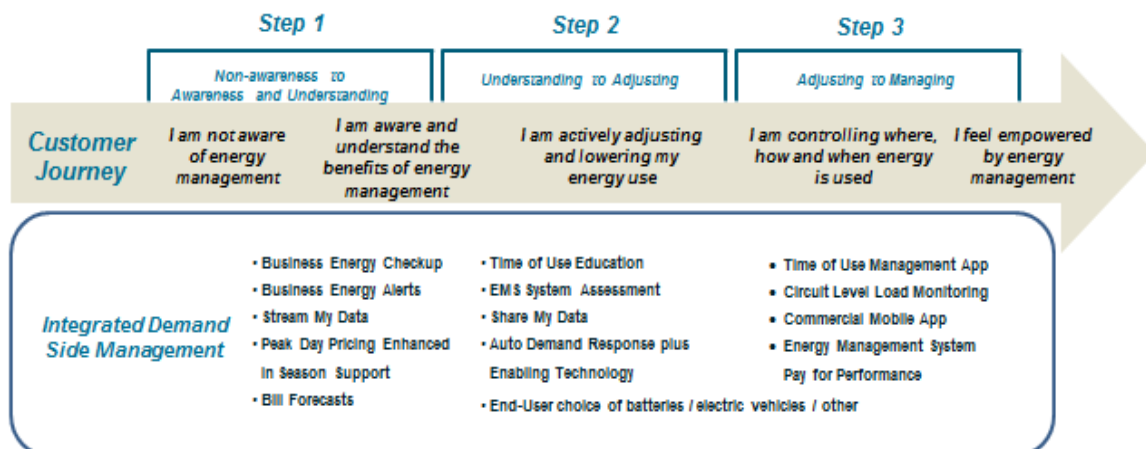 Step 1
Step 2
Step 3
Non-awareness to
Awareness and Understanding
Understanding to Adjusting
Adjusting to Managing
Customer
Journey
I am not aware
of energy
management
I am aware and
understand the
benefits of energy
management
I am actively adjusting
and lowering my
energy use
I am controlling where,
how and when energy
is used
I feel empowered
by energy
management
Integrated Demand
Side Management
• Business Energy Checkup
• Business Energy Alerts
• Stream My Data
• Peak Day Pricing Enhanced
In Season Support
• Bill Forecasts
• Time of Use Education
• EMS System Assessment
• Share My Data
• Auto Demand Response plus
Enabling Technology
• End-User choice of batteries / electric vehicles / other
• Time of Use Management App
• Circuit Level Load Monitoring
• Commercial Mobile App
• Energy Management System
Pay for Performance